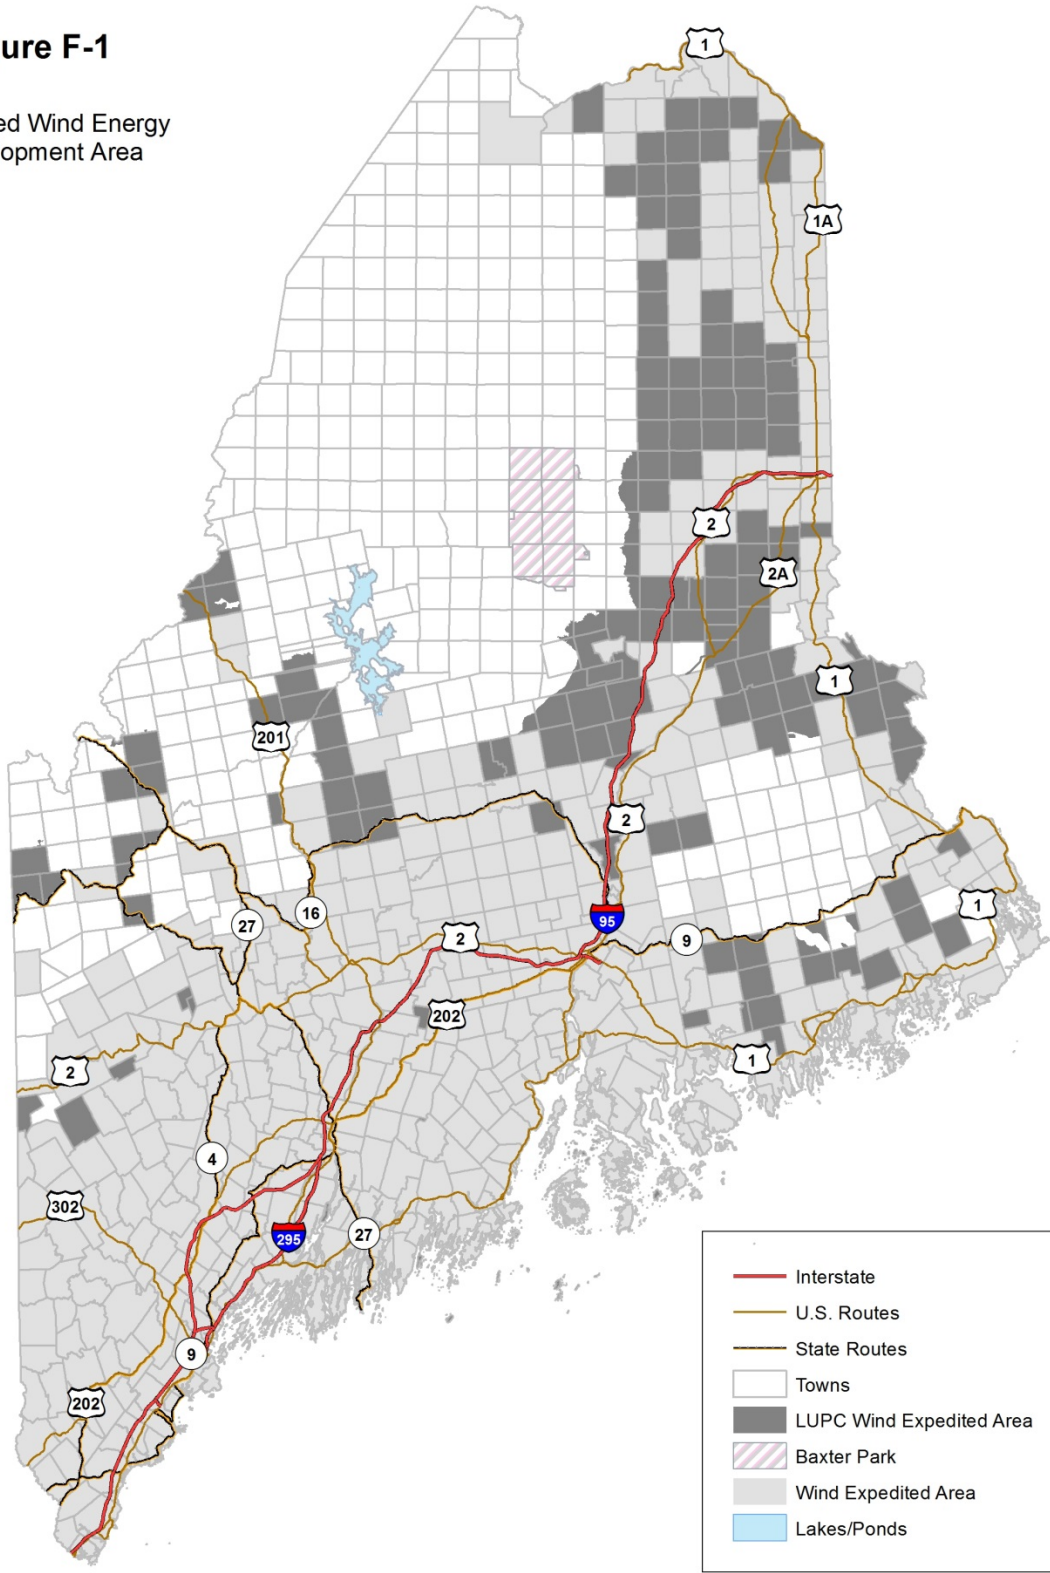 ure F-1
ed Wind Energy
opment Area
1
1A
2
2A
1
201
2
16
27
95
2
9
1
202
1
2
4
302
295
27
9
202
Interstate
U.S. Routes
State Routes
Towns
LUPC Wind Expedited Area
Baxter Park
Wind Expedited Area
Lakes/Ponds